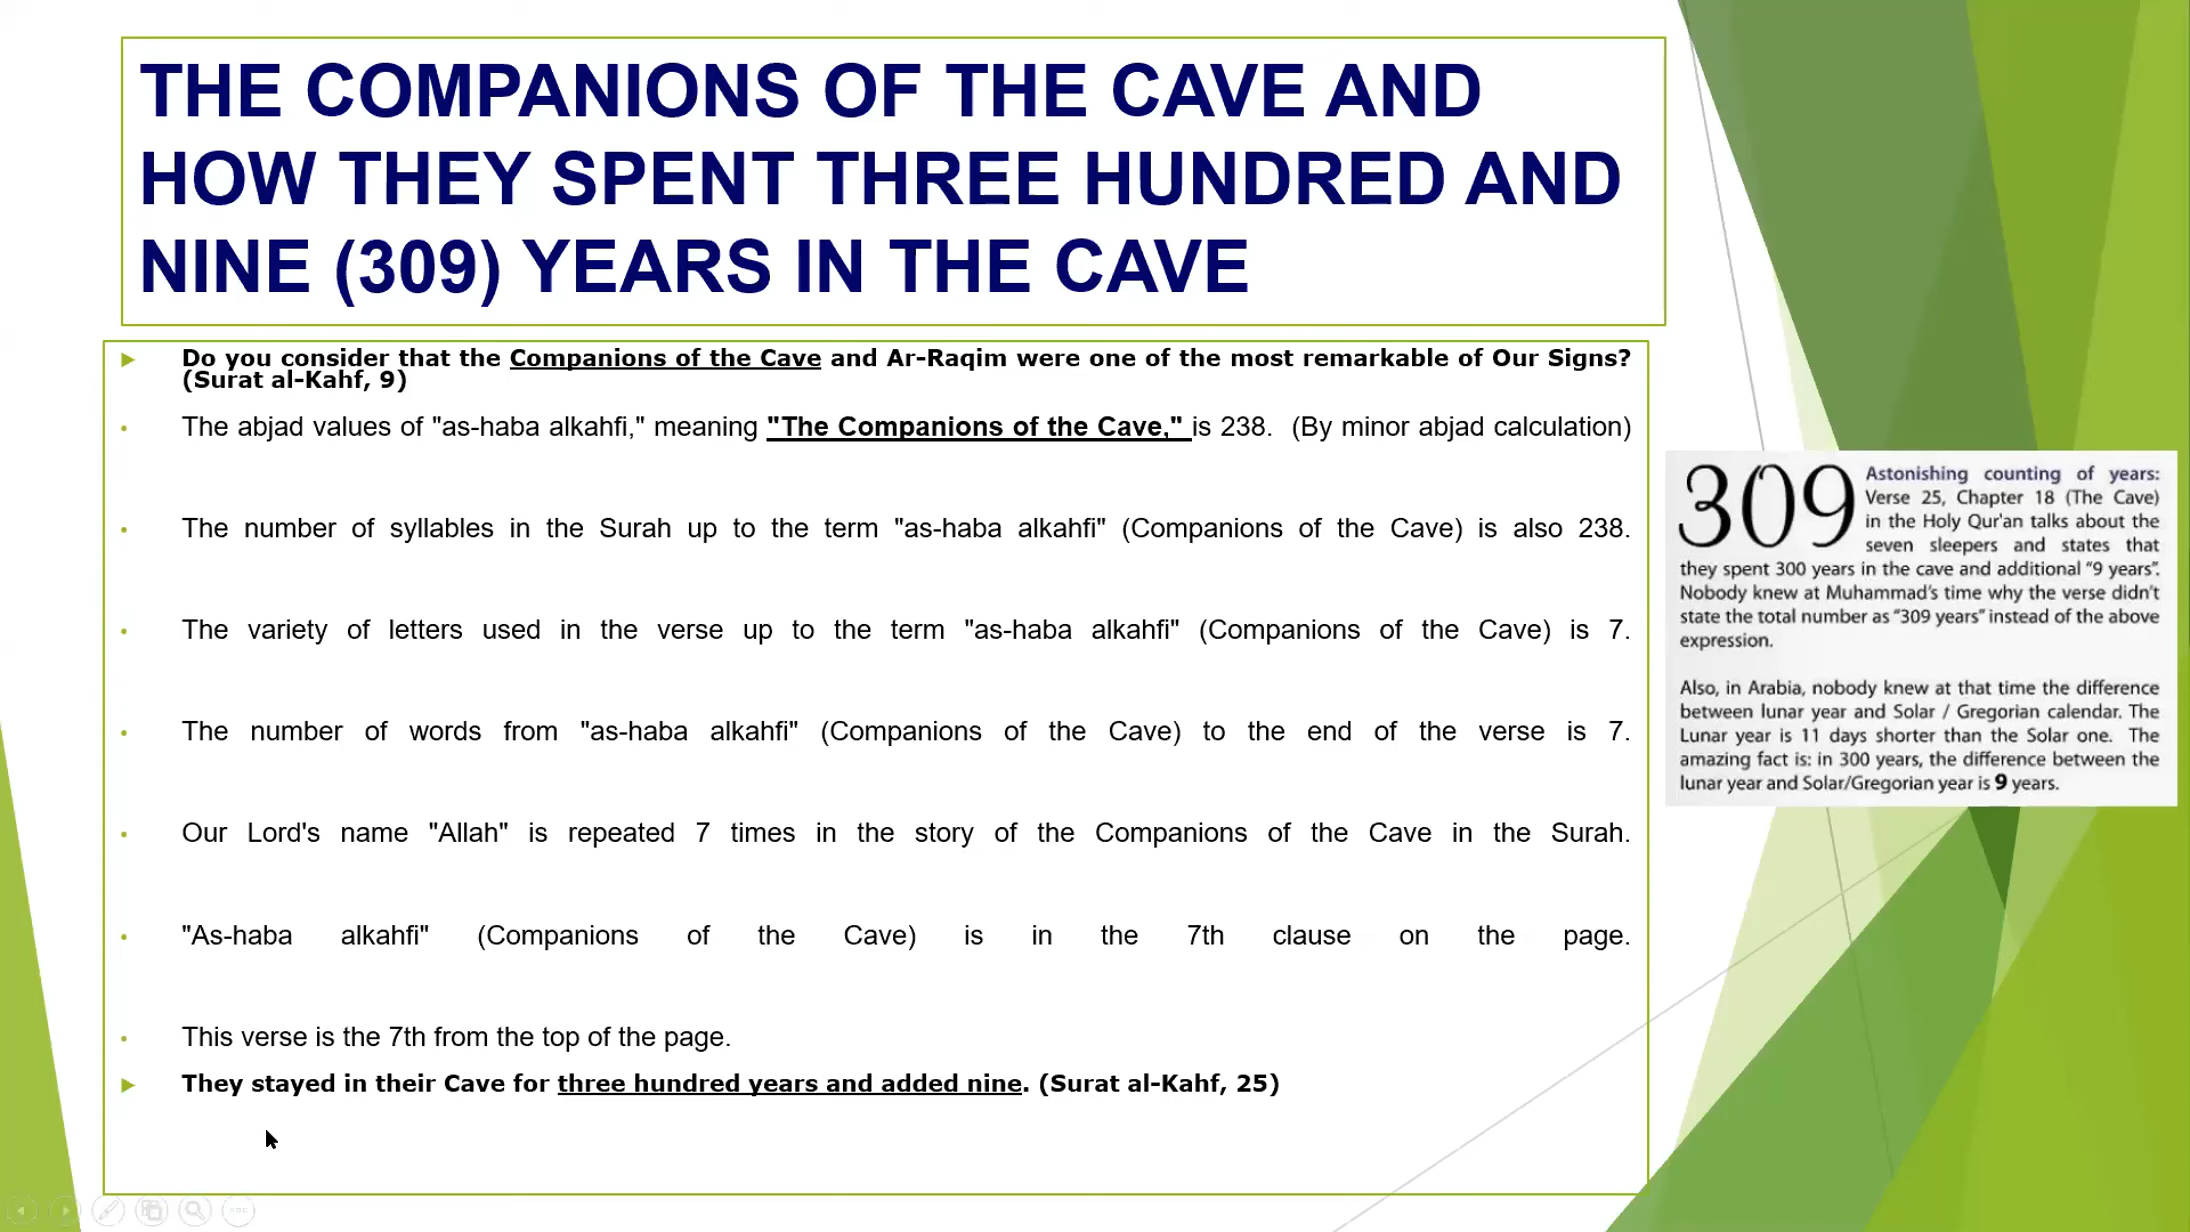 THE COMPANIONS OF THE CAVE AND
HOW THEY SPENT THREE HUNDRED AND
NINE (309) YEARS IN THE CAVE
Do you consider that the Companions of the Cave and Ar-Raqim were one of the most remarkable of Our Signs?
(Surat al-Kahf, 9)
The abjad values of "as-haba alkahfi," meaning "The Companions of the Cave," is 238. (By minor abjad calculation)
The number of syllables in the Surah up to the term "as-haba alkahfi" (Companions of the Cave) is also 238.
The variety of letters used in the verse up to the term "as-haba alkahfi" (Companions of the Cave) is 7.
The number of words from "as-haba alkahfi" (Companions of the Cave) to the end of the verse is 7.
Our Lord's name "Allah" is repeated 7 times in the story of the Companions of the Cave in the Surah.
"As-haba alkahfi" (Companions of the Cave) is in the 7th clause on the page.
This verse is the 7th from the top of the page.
They stayed in their Cave for three hundred years and added nine. (Surat al-Kahf, 25)
309
Astonishing counting of years:
Verse 25, Chapter 18 (The Cave)
in the Holy Qur'an talks about the
seven sleepers and states that
they spent 300 years in the cave and additional "9 years".
Nobody knew at Muhammad's time why the verse didn't
state the total number as "309 years" instead of the above
expression.
Also, in Arabia, nobody knew at that time the difference
between lunar year and Solar / Gregorian calendar. The
Lunar year is 11 days shorter than the Solar one. The
amazing fact is: in 300 years, the difference between the
lunar year and Solar/Gregorian year is 9 years.